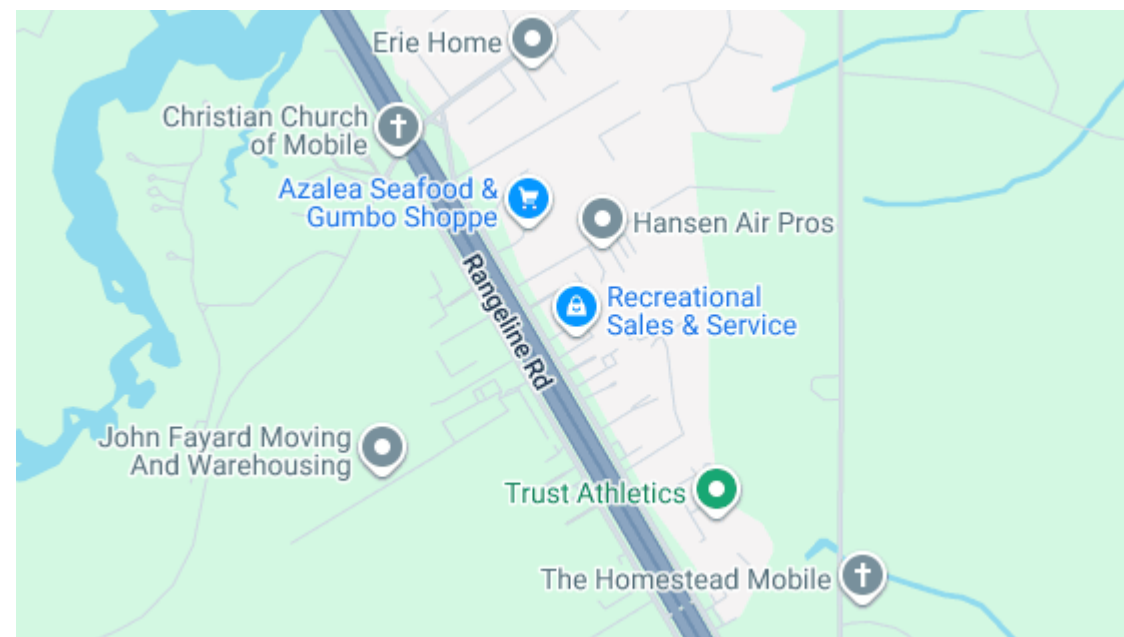 Erie Home
Christian Church
of Mobile
Azalea Seafood &
Gumbo Shoppe
Hansen Air Pros
Rangeline Rd
Recreational
Sales & Service
John Fayard Moving
And Warehousing
Trust Athletics
The Homestead Mobile